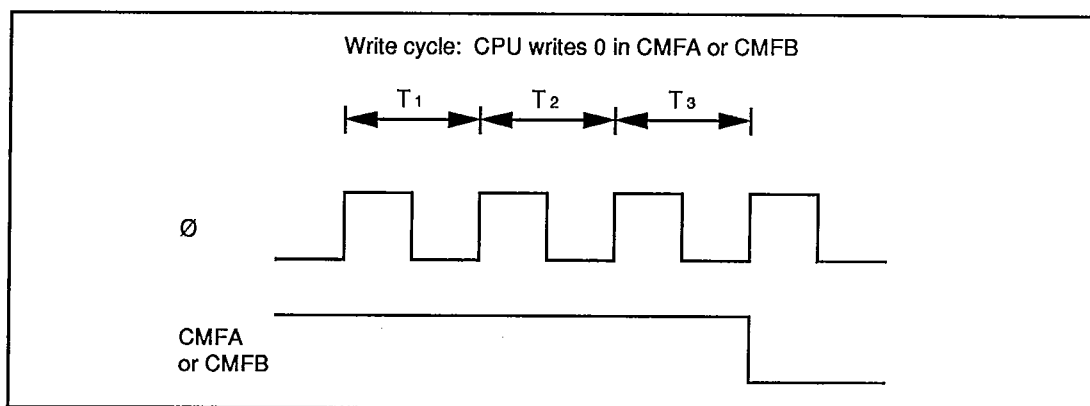 Write cycle: CPU writes 0 in CMFA or CMFB
T1 T2 T3
Ø
CMFA
or CMFB